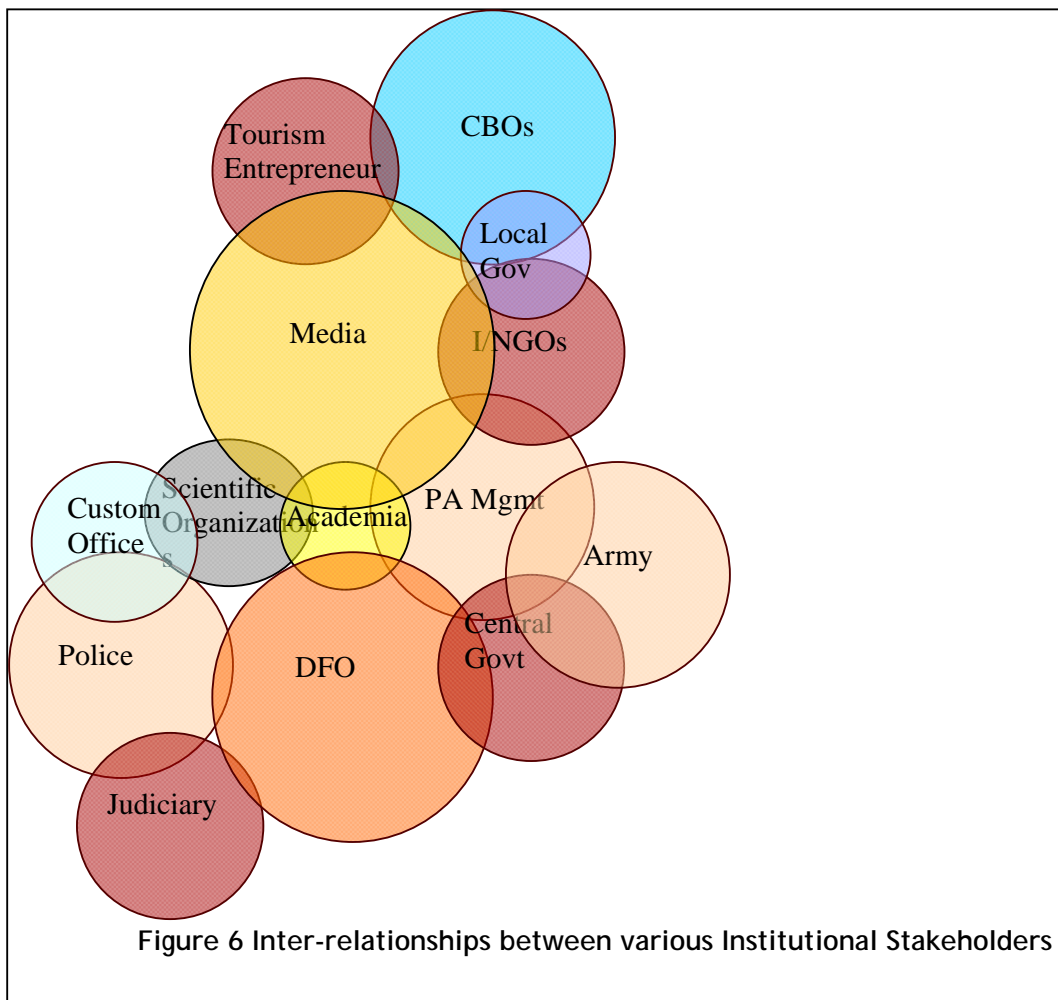 CBOs
Tourism
Entrepreneur
Local
Gov
Media
I/NGOs
Scientific
Organization
s
Academia
PA Mgmt
Custom
Office
Army
Central
Govt
Police
DFO
Judiciary
Figure 6 Inter-relationships between various Institutional Stakeholders